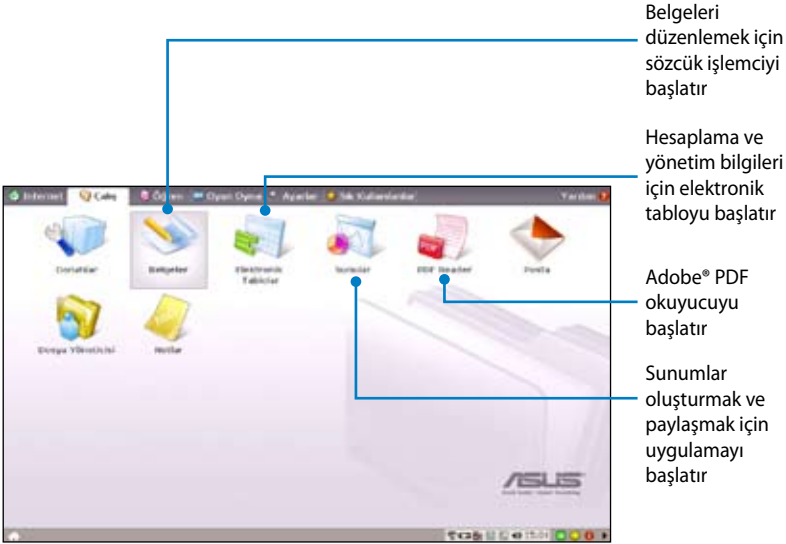 Belgeleri
düzenlemek için
sözcük işlemciyi
başlatır
Hesaplama ve
yönetim bilgileri
için elektronik
tabloyu başlatır
Adobe® PDF
okuyucuyu
başlatır
Sunumlar
oluşturmak ve
paylaşmak için
uygulamayı
başlatır
Internet Çalış Öğren Oyun Oyna Ayarlar Sık Kullanılanlar Yardım
Donatılar Belgeler Elektronik Tablolar Sunular PDF Reader Posta
Dosya Yöneticisi Notlar
ASUS